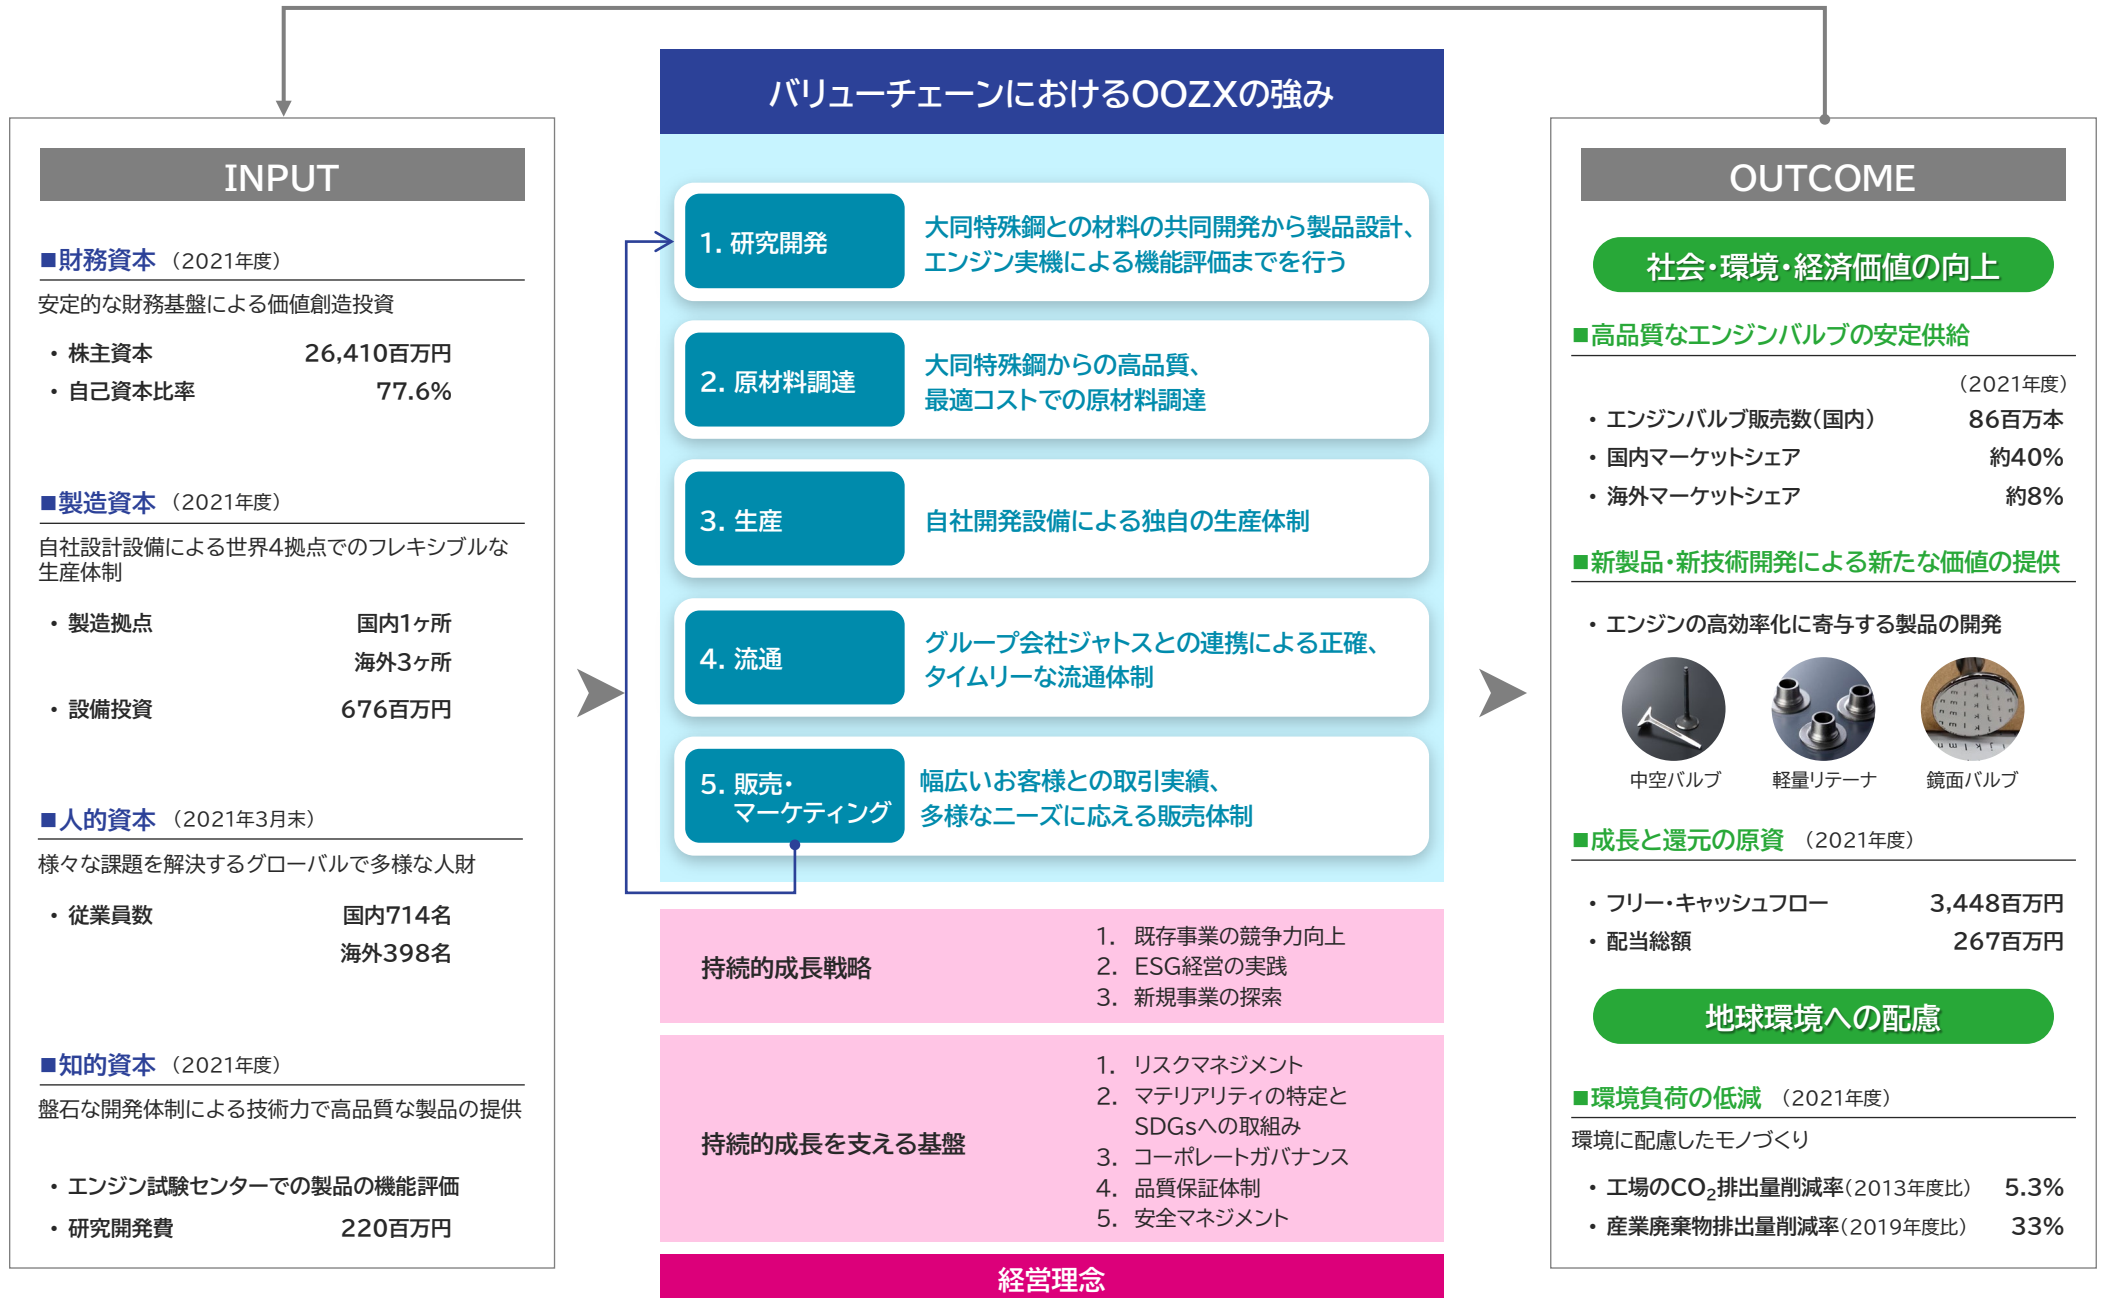 INPUT
■財務資本（2021年度）
安定的な財務基盤による価値創造投資
・株主資本 26,410百万円
・自己資本比率 77.6%
■製造資本（2021年度）
自社設計設備による世界4拠点でのフレキシブルな
生産体制
・製造拠点 国内1ヶ所
海外3ヶ所
・設備投資 676百万円
■人的資本（2021年3月末）
様々な課題を解決するグローバルで多様な人財
・従業員数 国内714名
海外398名
■知的資本（2021年度）
盤石な開発体制による技術力で高品質な製品の提供
・エンジン試験センターでの製品の機能評価
・研究開発費 220百万円
バリューチェーンにおけるOOZXの強み
1. 研究開発
大同特殊鋼との材料の共同開発から製品設計、
エンジン実機による機能評価までを行う
2. 原材料調達
大同特殊鋼からの高品質、
最適コストでの原材料調達
3. 生産
自社開発設備による独自の生産体制
4. 流通
グループ会社ジャトスとの連携による正確、
タイムリーな流通体制
5. 販売・
マーケティング
幅広いお客様との取引実績、
多様なニーズに応える販売体制
持続的成長戦略
1. 既存事業の競争力向上
2. ESG経営の実践
3. 新規事業の探索
持続的成長を支える基盤
1. リスクマネジメント
2. マテリアリティの特定と
SDGsへの取組み
3. コーポレートガバナンス
4. 品質保証体制
5. 安全マネジメント
経営理念
OUTCOME
社会・環境・経済価値の向上
■高品質なエンジンバルブの安定供給
（2021年度）
・エンジンバルブ販売数（国内） 86百万本
・国内マーケットシェア 約40%
・海外マーケットシェア 約8%
■新製品・新技術開発による新たな価値の提供
・エンジンの高効率化に寄与する製品の開発
中空バルブ 軽量リテーナ 鏡面バルブ
■成長と還元の原資（2021年度）
・フリー・キャッシュフロー 3,448百万円
・配当総額 267百万円
地球環境への配慮
■環境負荷の低減（2021年度）
環境に配慮したモノづくり
・工場のCO₂排出量削減率（2013年度比） 5.3%
・産業廃棄物排出量削減率（2019年度比） 33%